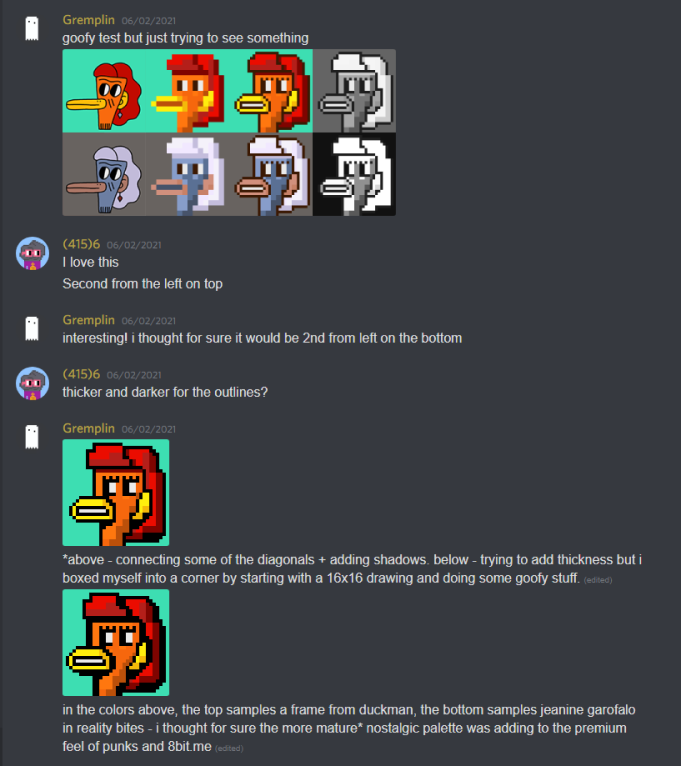 Gremplin 06/02/2021
goofy test but just trying to see something
(415)6 06/02/2021
I love this
Second from the left on top
Gremplin 06/02/2021
interesting! i thought for sure it would be 2nd from left on the bottom
(415)6 06/02/2021
thicker and darker for the outlines?
Gremplin 06/02/2021
*above - connecting some of the diagonals + adding shadows. below - trying to add thickness but i
boxed myself into a corner by starting with a 16x16 drawing and doing some goofy stuff. (edited)
in the colors above, the top samples a frame from duckman, the bottom samples jeanine garofalo
in reality bites - i thought for sure the more mature* nostalgic palette was adding to the premium
feel of punks and 8bit.me (edited)